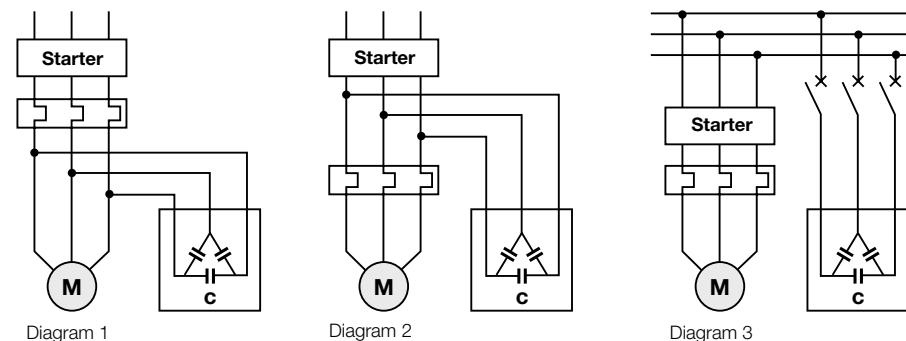 Starter
M
C
Diagram 1
Starter
M
C
Diagram 2
Starter
M
C
Diagram 3